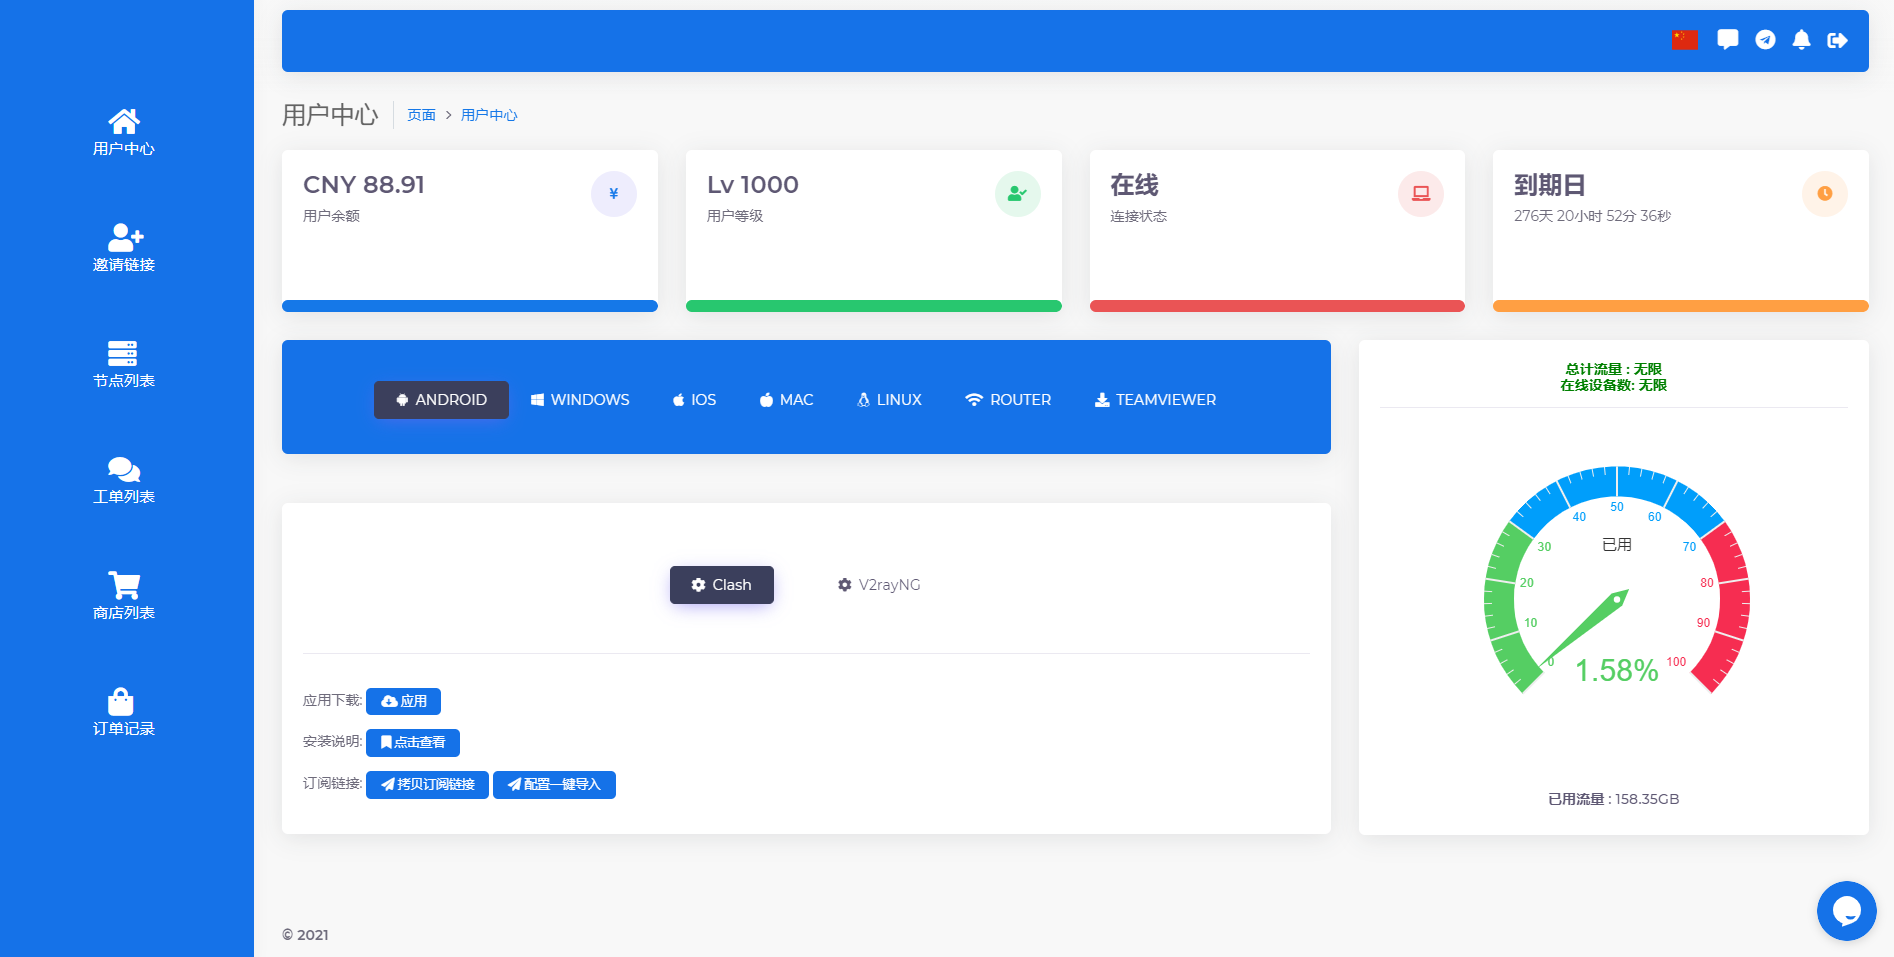 用户中心
邀请链接
节点列表
工单列表
商店列表
订单记录
用户中心
页面 > 用户中心
CNY 88.91
¥
用户余额
Lv 1000
用户等级
在线
连接状态
到期日
276天 20小时 52分 36秒
ANDROID WINDOWS IOS MAC LINUX ROUTER TEAMVIEWER
Clash V2rayNG
应用下载: 应用
安装说明: 点击查看
订阅链接: 拷贝订阅链接 配置一键导入
总计流量 : 无限
在线设备数: 无限
0
10
20
30
40
50
60
70
80
90
100
已用
1.58%
已用流量 : 158.35GB
© 2021